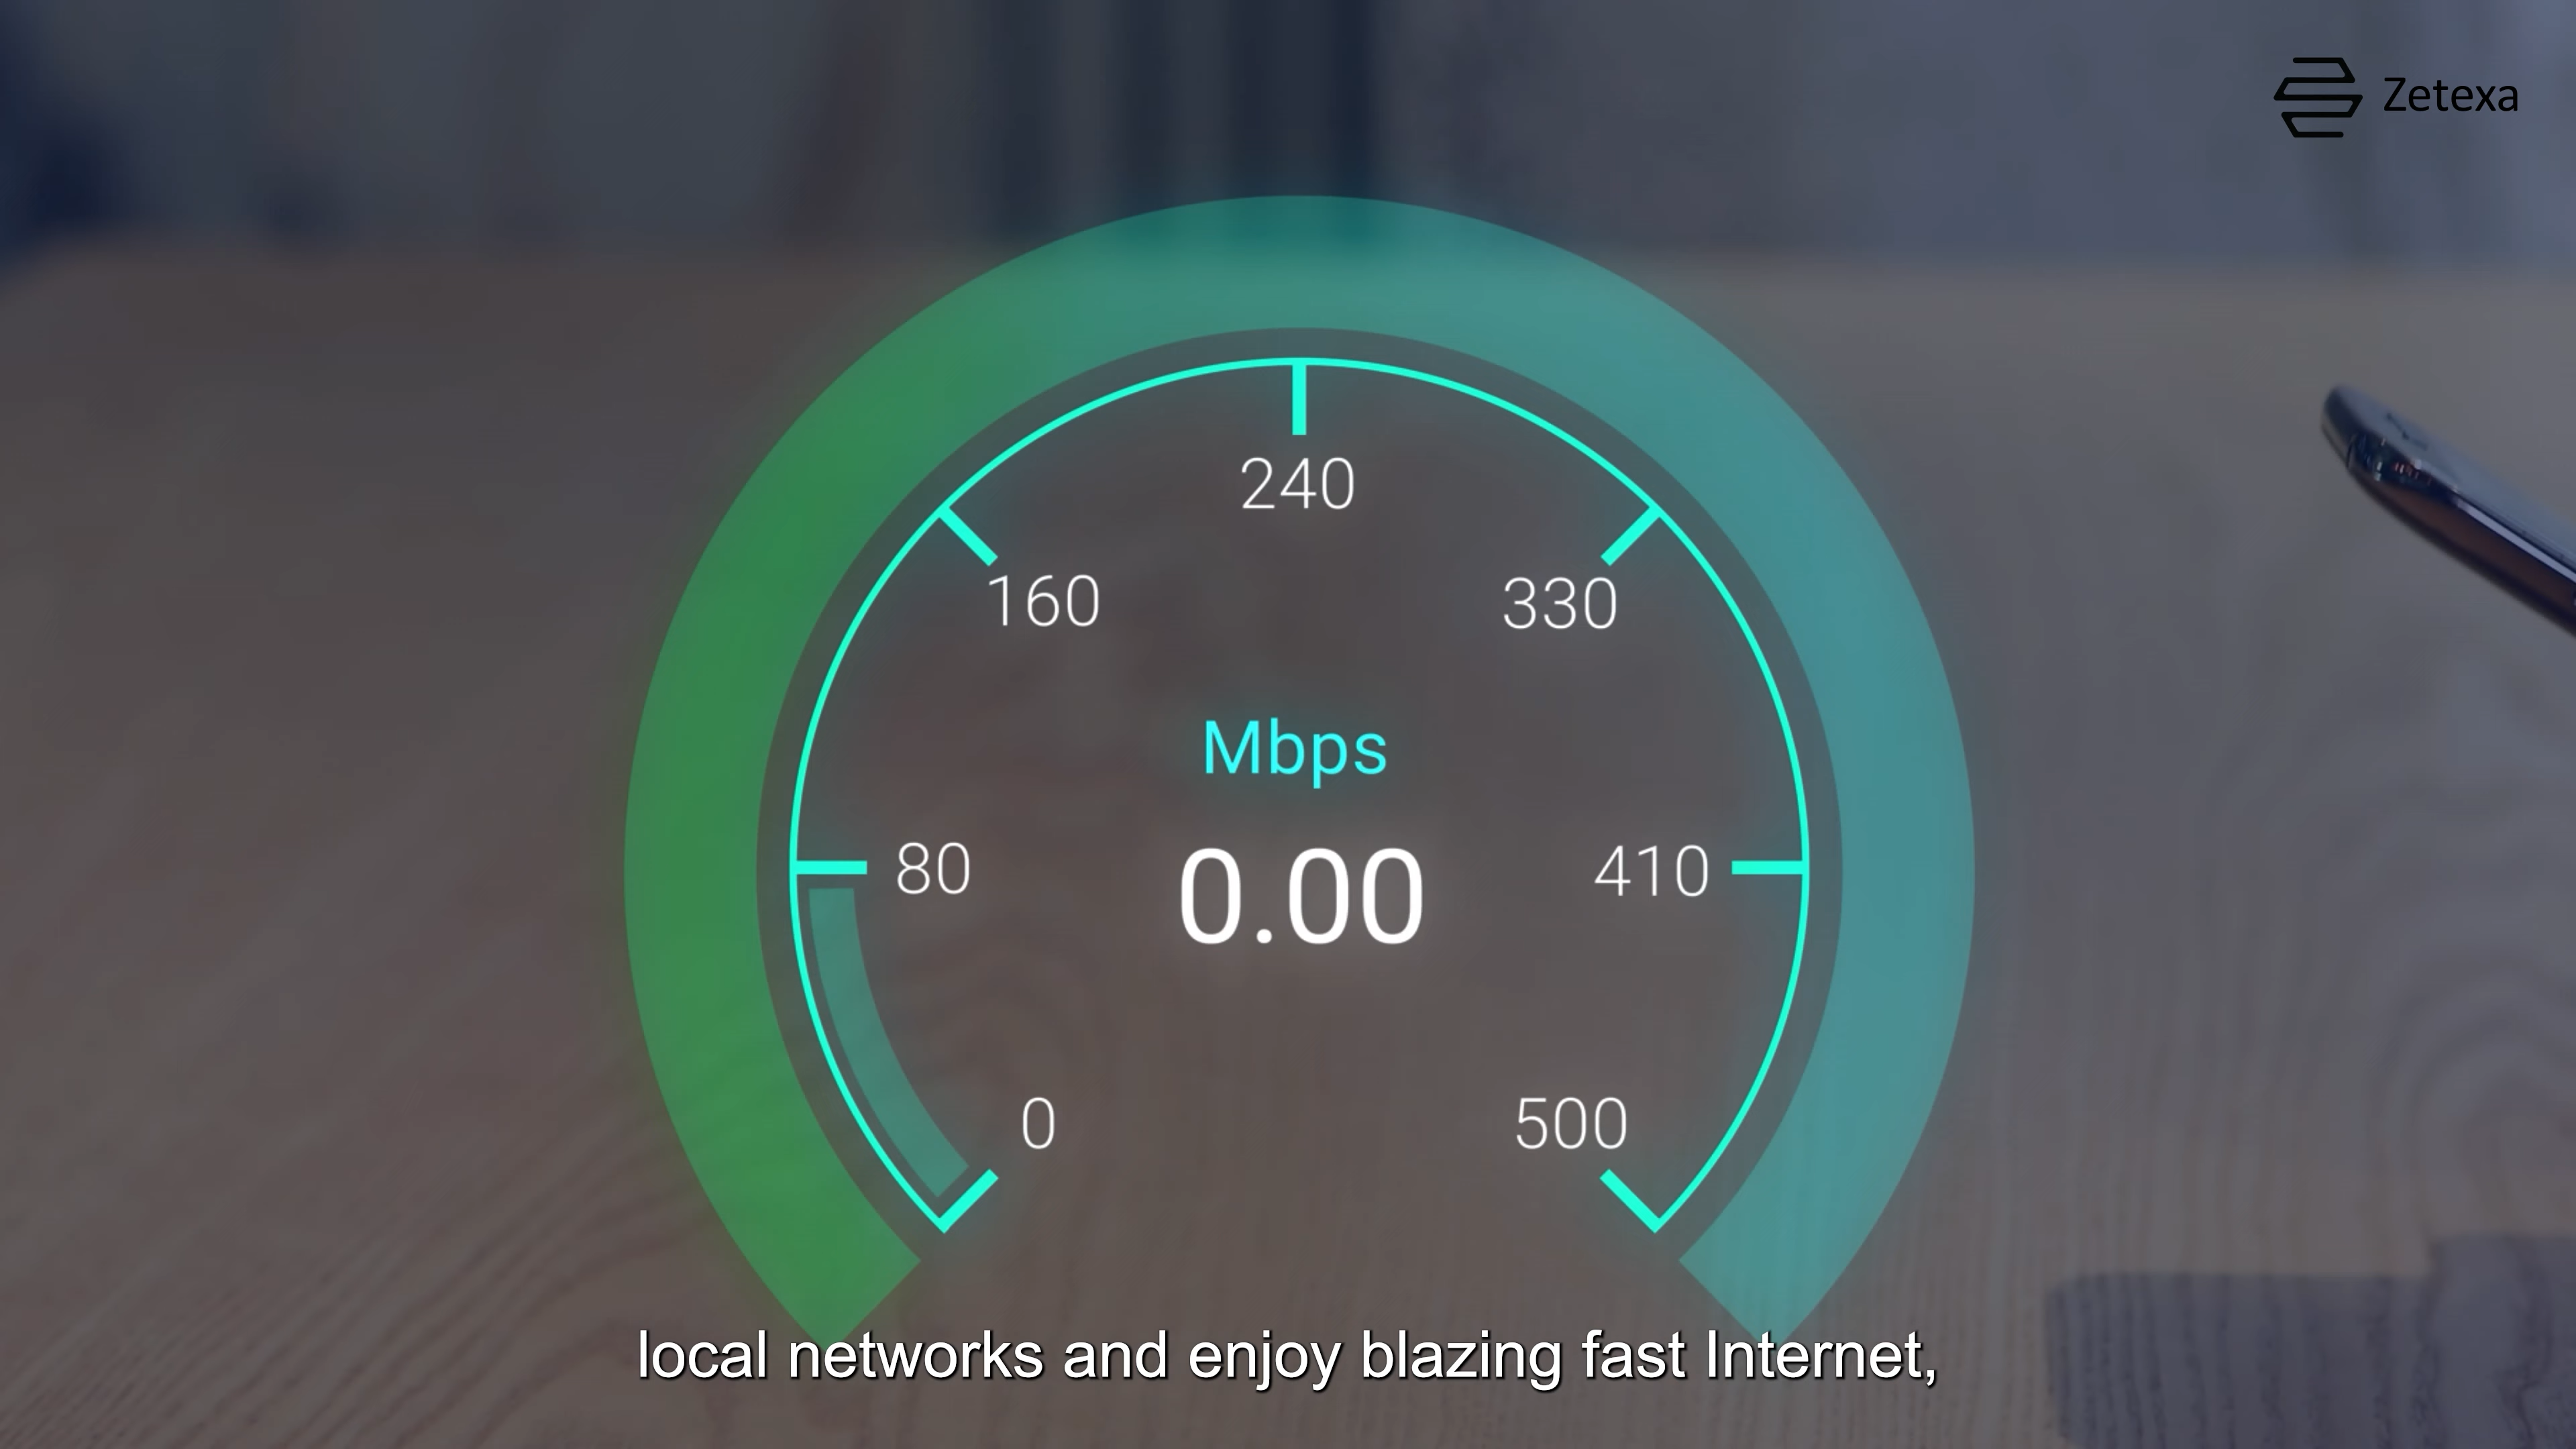 Zetexa
240
160
330
Mbps
80
0.00
410
0
500
local networks and enjoy blazing fast Internet,